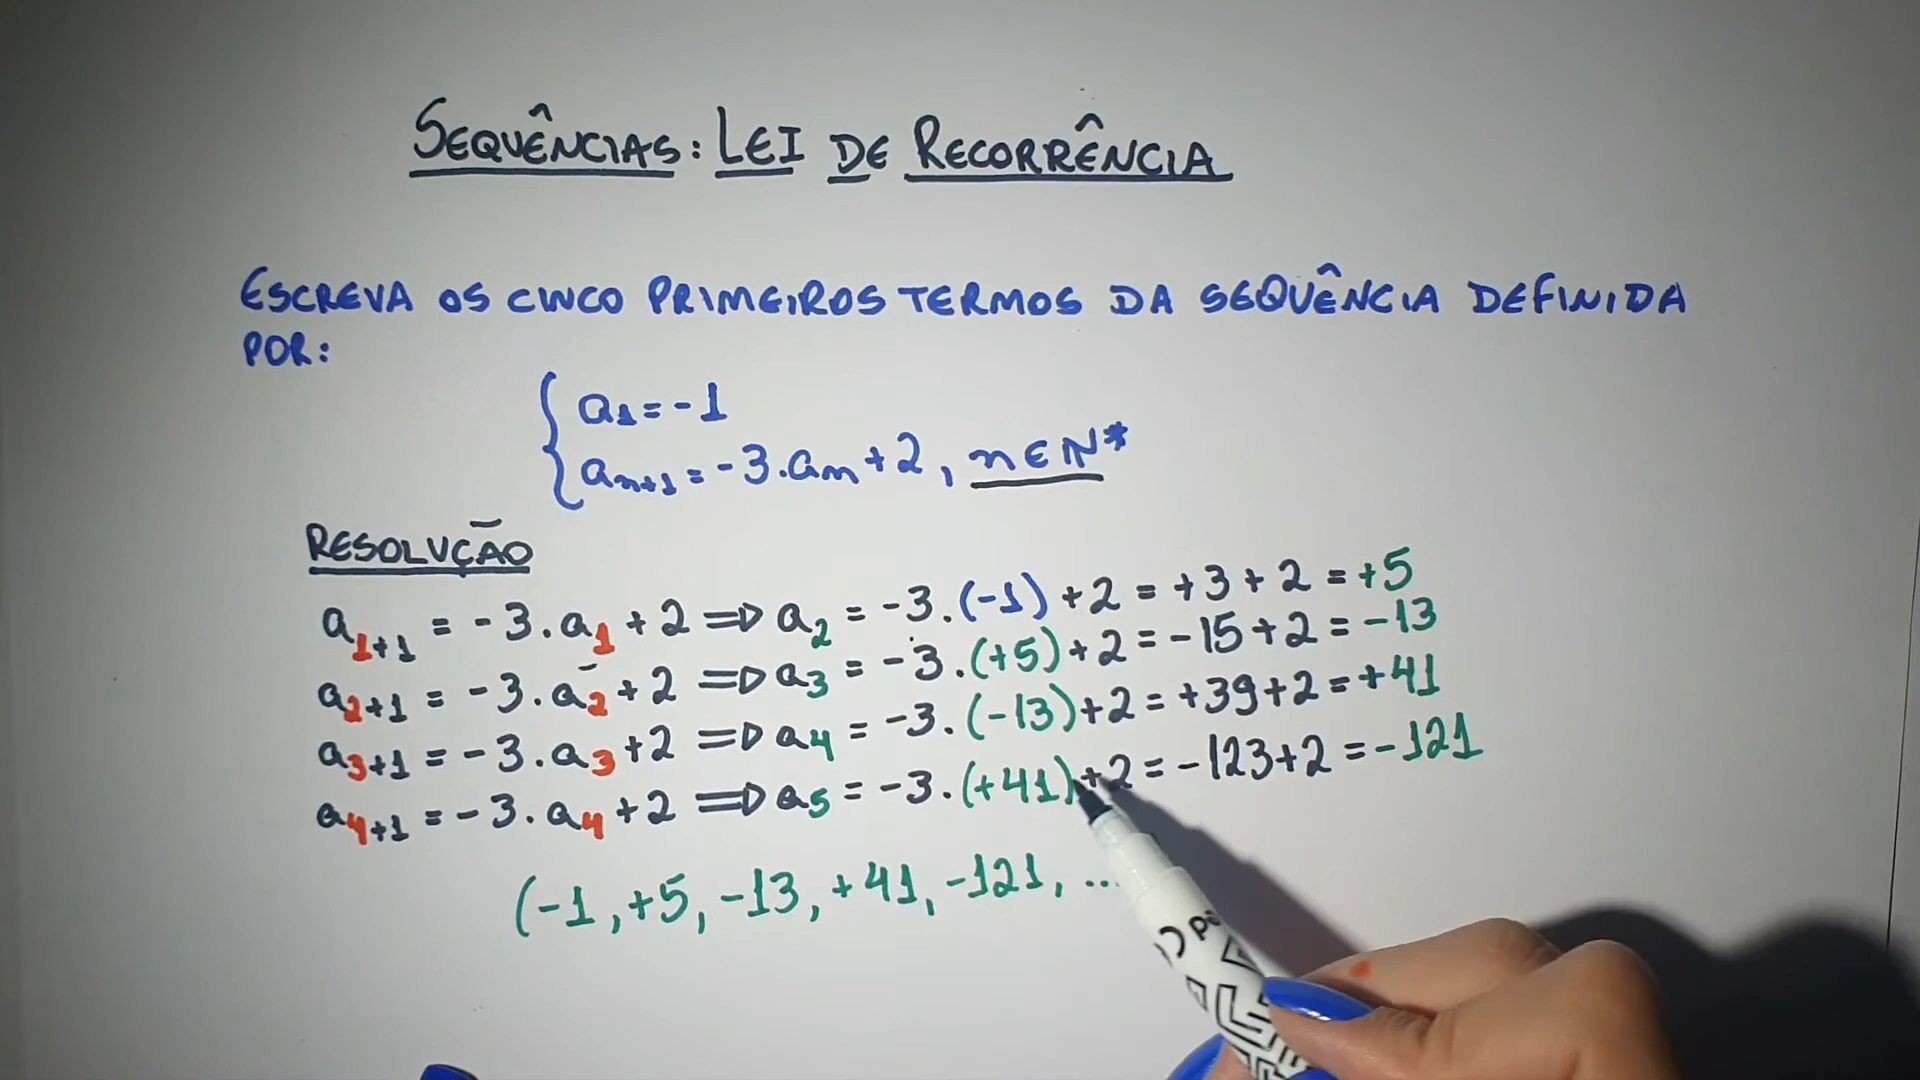 SEQUÊNCIAS: LEI DE RECORRÊNCIA
ESCREVA OS CINCO PRIMEIROS TERMOS DA SEQUÊNCIA DEFINIDA
POR:
a₁ = -1
aₙ₊₁ = -3.aₙ + 2, n ∈ ℕ*
RESOLUÇÃO
a₁₊₁ = -3.a₁ + 2 ⇒ a₂ = -3.(-1) + 2 = +3 + 2 = +5
a₂₊₁ = -3.a₂ + 2 ⇒ a₃ = -3.(+5) + 2 = -15 + 2 = -13
a₃₊₁ = -3.a₃ + 2 ⇒ a₄ = -3.(-13) + 2 = +39 + 2 = +41
a₄₊₁ = -3.a₄ + 2 ⇒ a₅ = -3.(+41) + 2 = -123 + 2 = -121
(-1, +5, -13, +41, -121, ...